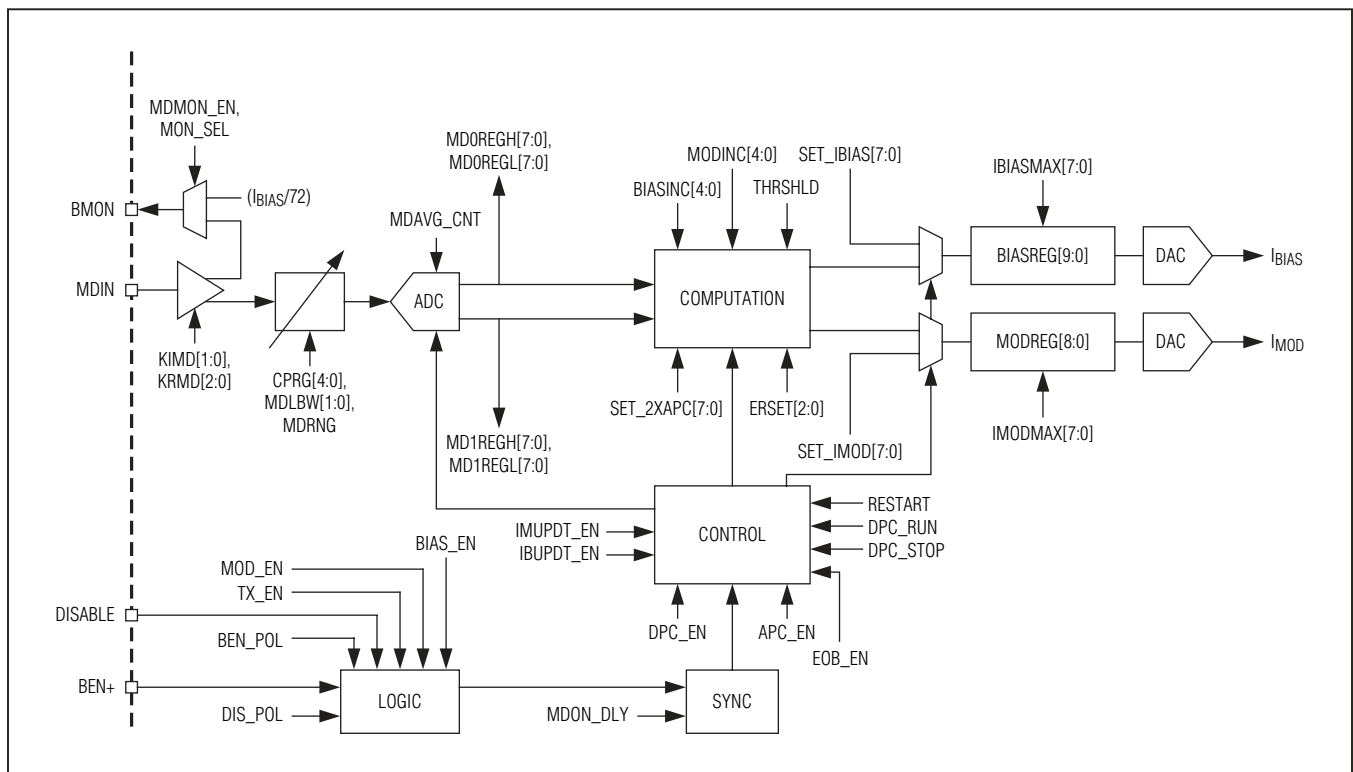 MDMON_EN,
MON_SEL
BMON
(IBIAS/72)
MDIN
KIMD[1:0],
KRMD[2:0]
CPRG[4:0],
MDLBW[1:0],
MDRNG
MDAVG_CNT
ADC
MD0REGH[7:0],
MD0REGL[7:0]
MD1REGH[7:0],
MD1REGL[7:0]
MODINC[4:0]
BIASINC[4:0]
THRSHLD
COMPUTATION
SET_2XAPC[7:0]
ERSET[2:0]
SET_IBIAS[7:0]
IBIASMAX[7:0]
BIASREG[9:0]
DAC
IBIAS
MODREG[8:0]
DAC
IMOD
SET_IMOD[7:0]
IMODMAX[7:0]
IMUPDT_EN
IBUPDT_EN
CONTROL
RESTART
DPC_RUN
DPC_STOP
DPC_EN
APC_EN
EOB_EN
BIAS_EN
MOD_EN
TX_EN
DISABLE
BEN_POL
BEN+
DIS_POL
LOGIC
MDON_DLY
SYNC